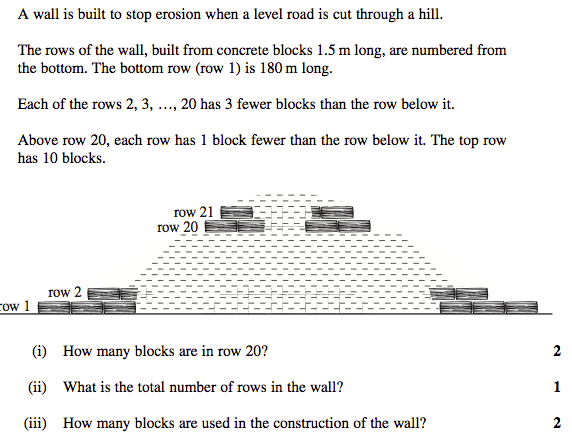 A wall is built to stop erosion when a level road is cut through a hill.
The rows of the wall, built from concrete blocks 1.5 m long, are numbered from
the bottom. The bottom row (row 1) is 180 m long.
Each of the rows 2, 3, …, 20 has 3 fewer blocks than the row below it.
Above row 20, each row has 1 block fewer than the row below it. The top row
has 10 blocks.
row 21
row 20
row 2
row 1
(i) How many blocks are in row 20? 2
(ii) What is the total number of rows in the wall? 1
(iii) How many blocks are used in the construction of the wall? 2